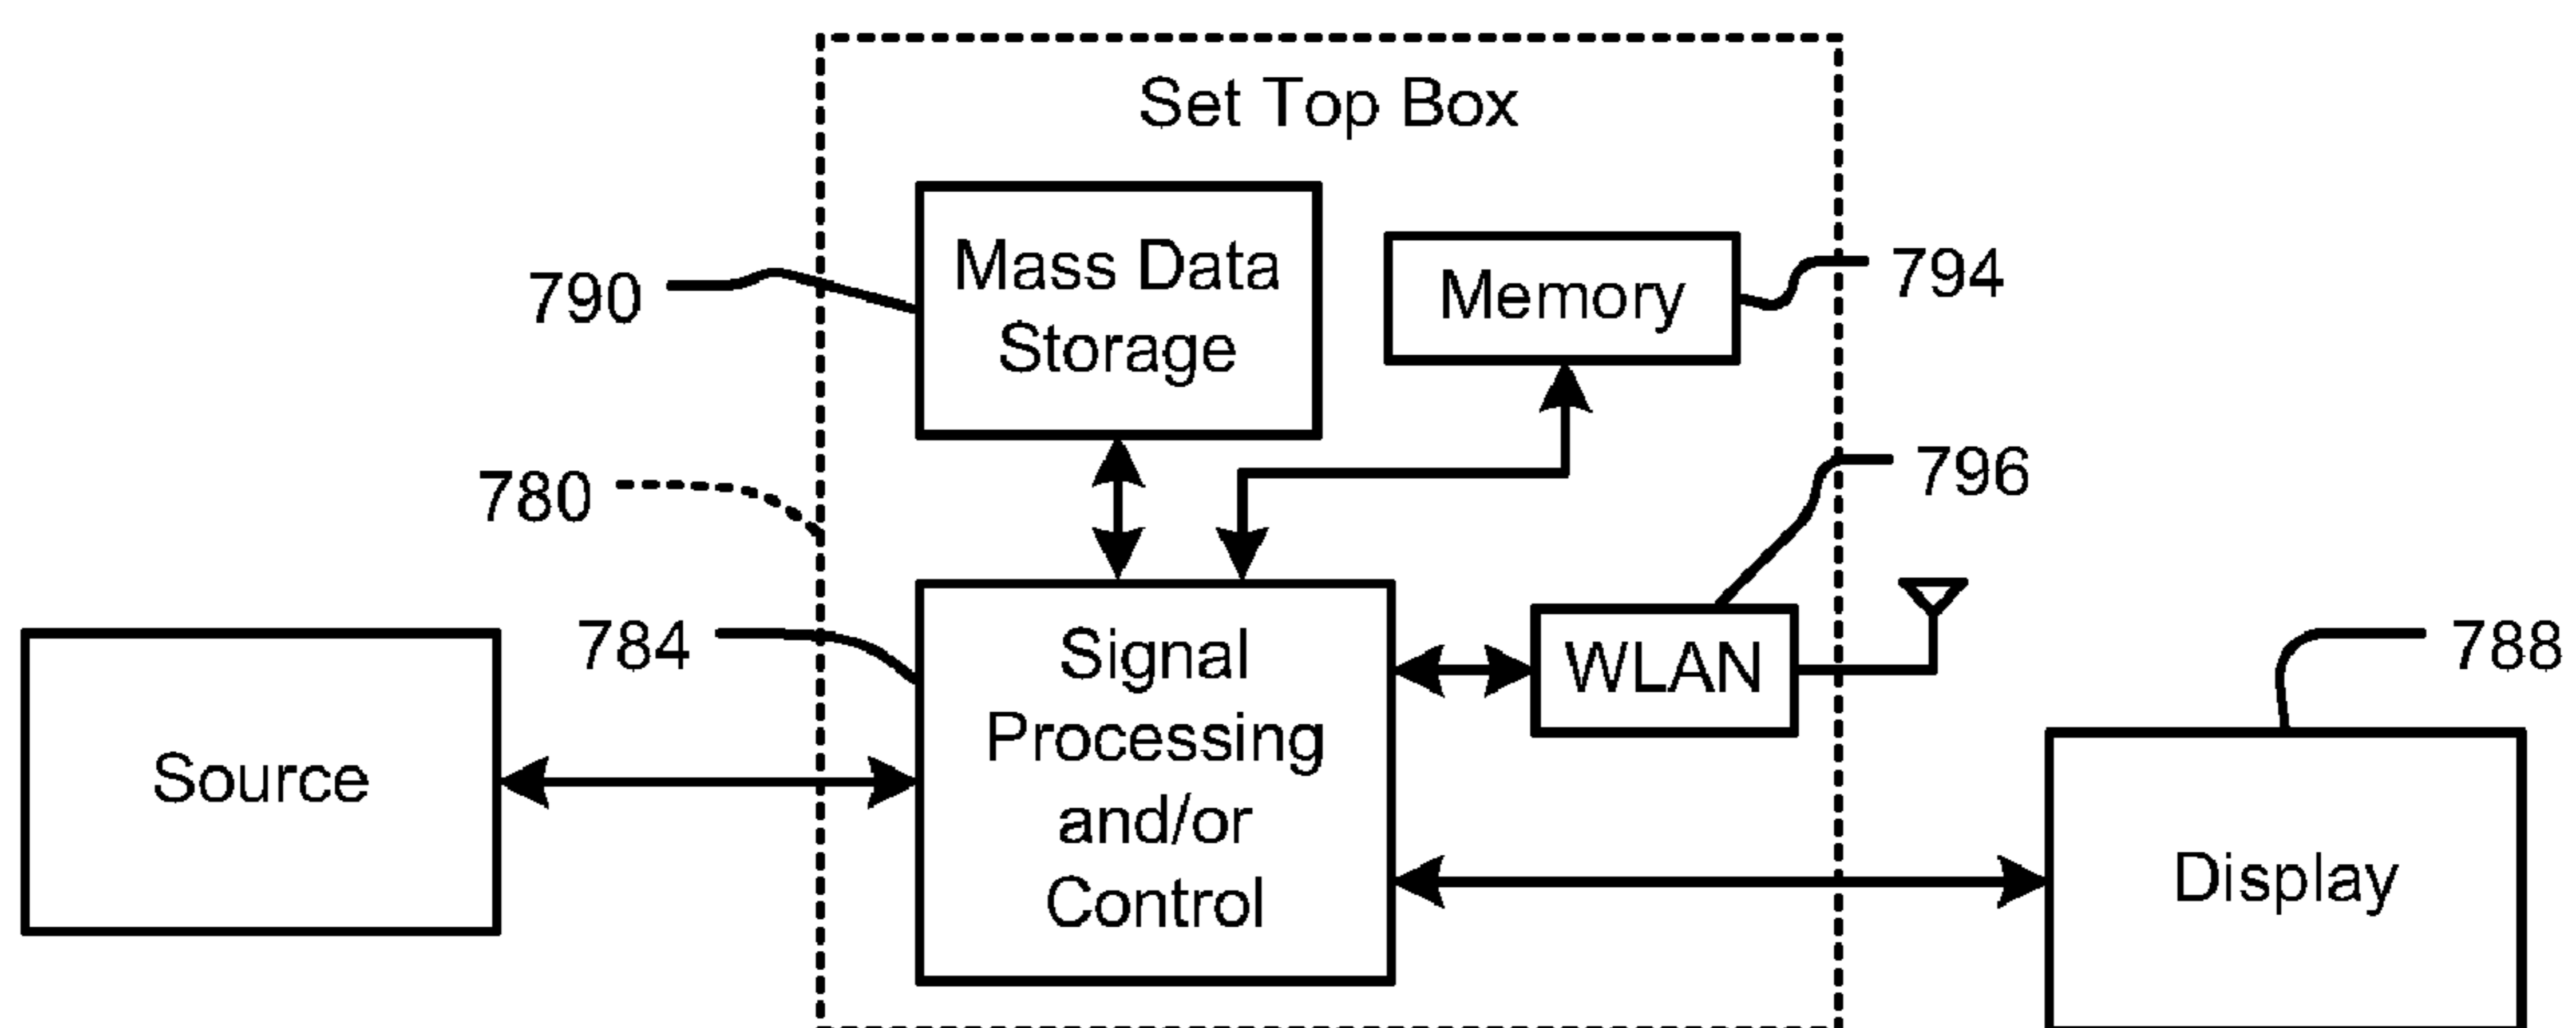 Set Top Box
Mass Data
Storage
790
Memory
794
780
796
784
Signal
Processing
and/or
Control
WLAN
788
Source
Display